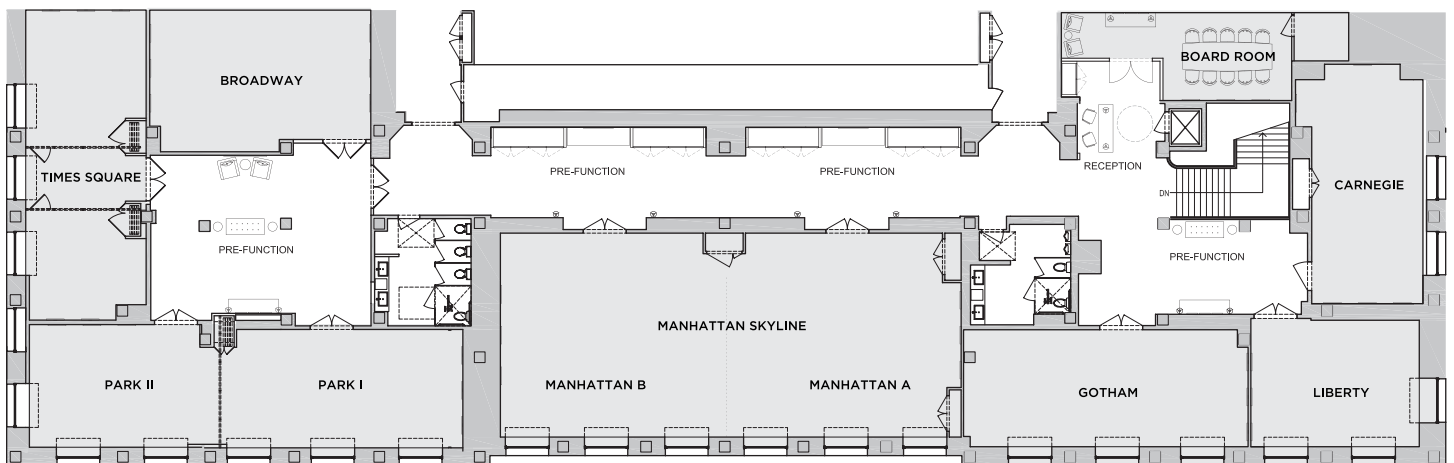 BROADWAY
BOARD ROOM
TIMES SQUARE
PRE-FUNCTION
PRE-FUNCTION
RECEPTION
CARNEGIE
DN
PRE-FUNCTION
PRE-FUNCTION
MANHATTAN SKYLINE
PARK II
PARK I
MANHATTAN B
MANHATTAN A
GOTHAM
LIBERTY